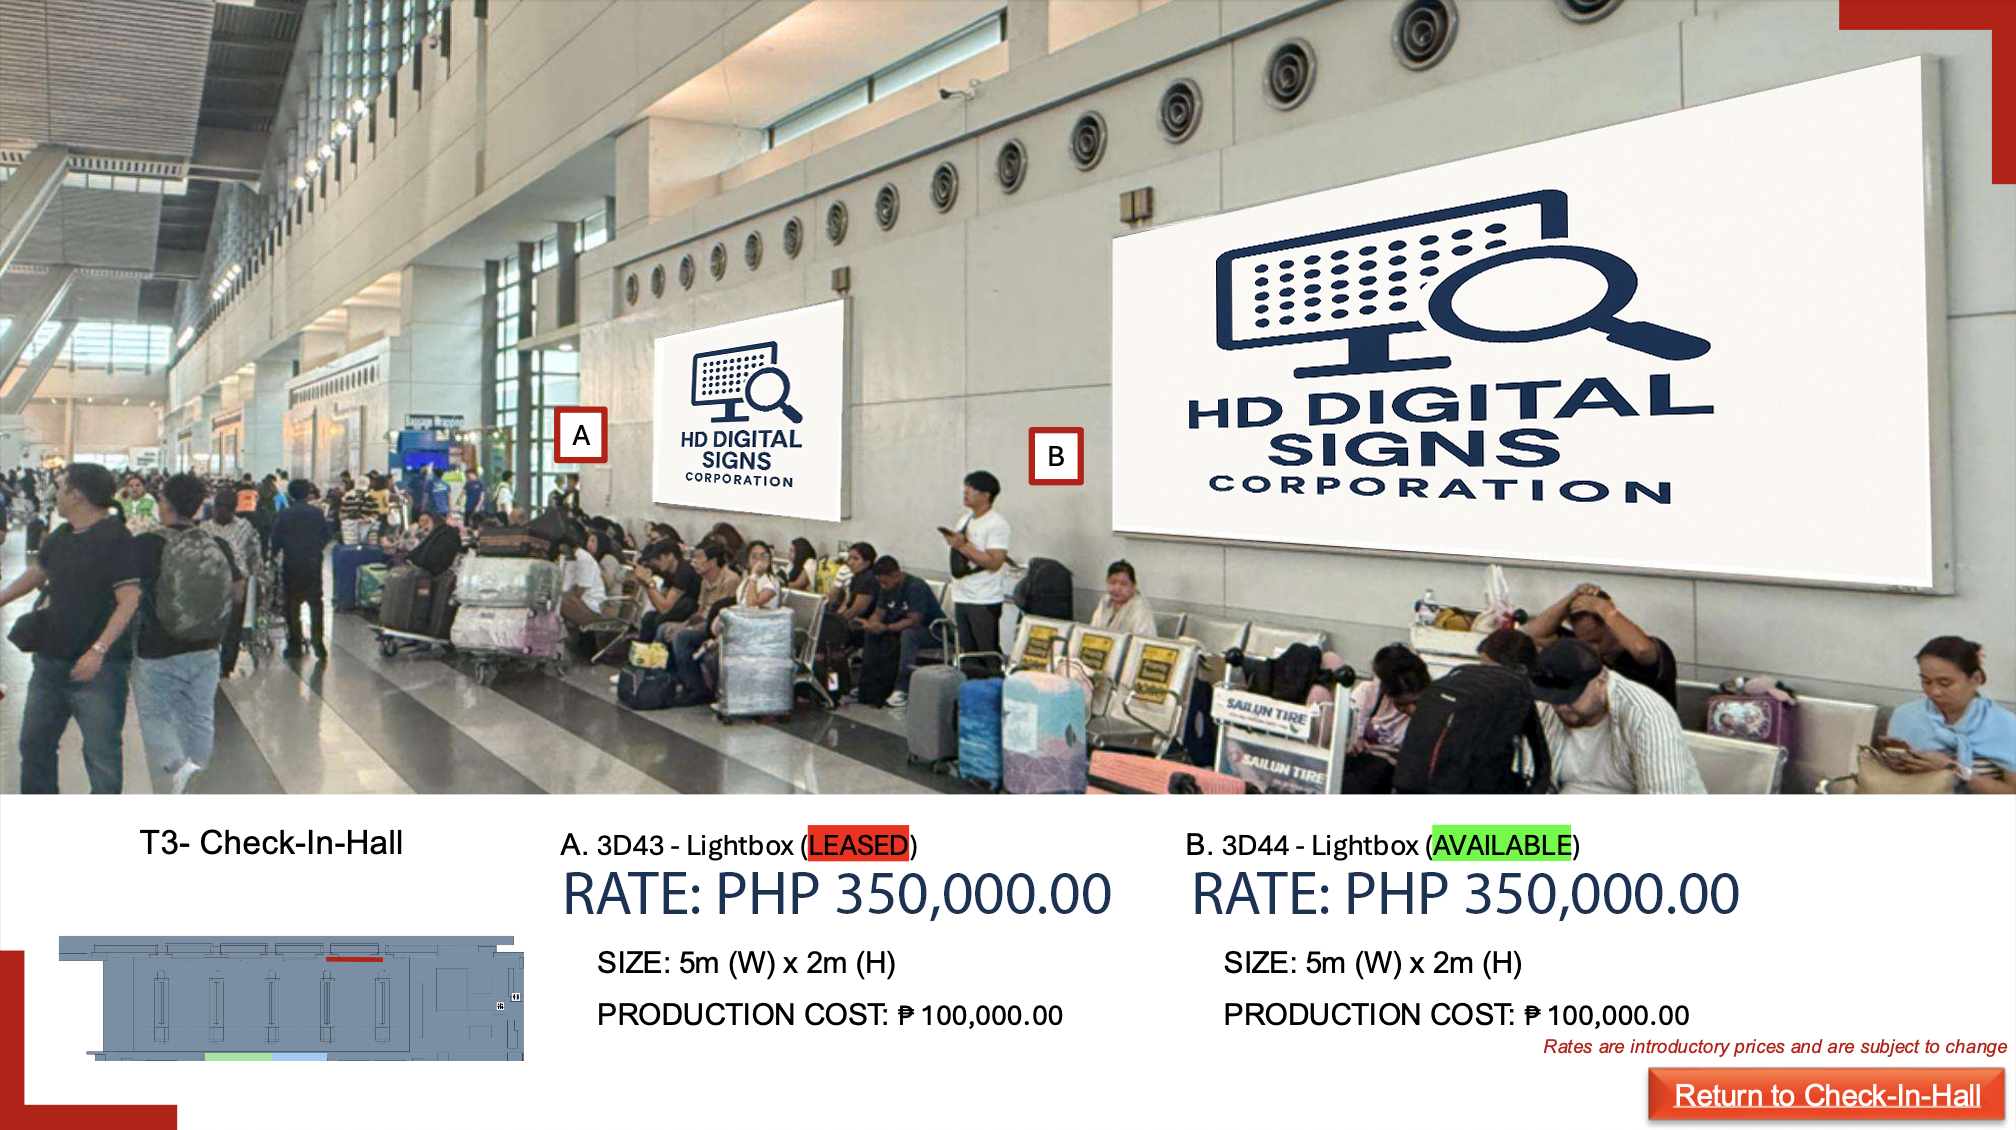 Baggage Wrapping
A
HD DIGITAL
SIGNS
CORPORATION
B
HD DIGITAL
SIGNS
CORPORATION
SAILUN TIRE
SAILUN TIRE
T3- Check-In-Hall
A. 3D43 - Lightbox (LEASED)
RATE: PHP 350,000.00
SIZE: 5m (W) x 2m (H)
PRODUCTION COST: ₱ 100,000.00
B. 3D44 - Lightbox (AVAILABLE)
RATE: PHP 350,000.00
SIZE: 5m (W) x 2m (H)
PRODUCTION COST: ₱ 100,000.00
Rates are introductory prices and are subject to change
Return to Check-In-Hall